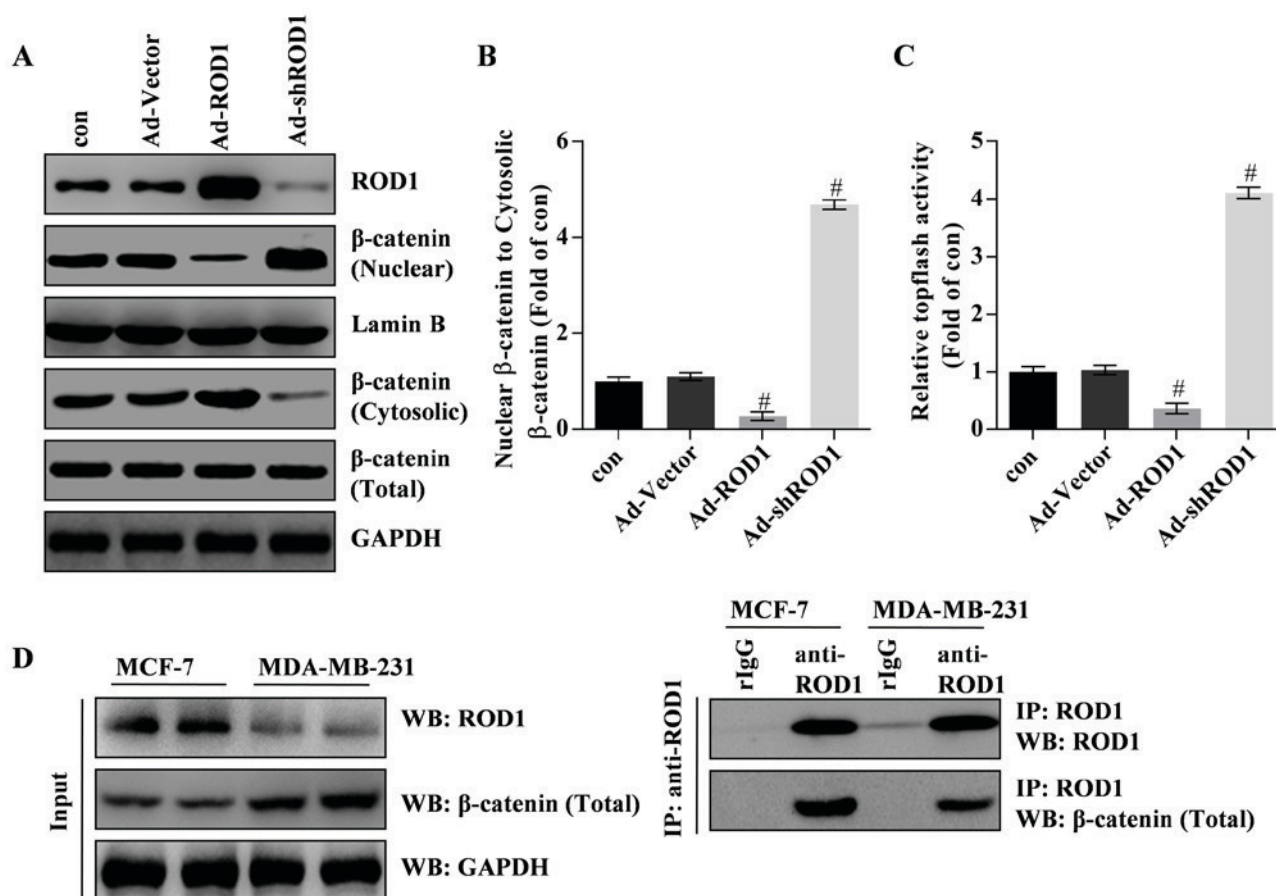 A
con
Ad-Vector
Ad-ROD1
Ad-shROD1
ROD1
β-catenin
(Nuclear)
Lamin B
β-catenin
(Cytosolic)
β-catenin
(Total)
GAPDH
B
Nuclear β-catenin to Cytosolic
β-catenin (Fold of con)
6
4
2
0
#
#
con
Ad-Vector
Ad-ROD1
Ad-shROD1
C
Relative topflash activity
(Fold of con)
5
4
3
2
1
0
#
#
con
Ad-Vector
Ad-ROD1
Ad-shROD1
D
Input
MCF-7
MDA-MB-231
WB: ROD1
WB: β-catenin (Total)
WB: GAPDH
IP: anti-ROD1
MCF-7
MDA-MB-231
rIgG
anti-
ROD1
rIgG
anti-
ROD1
IP: ROD1
WB: ROD1
IP: ROD1
WB: β-catenin (Total)